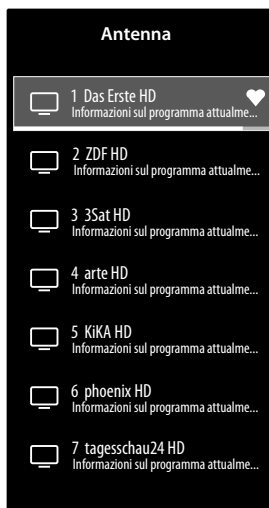 Antenna
1 Das Erste HD
Informazioni sul programma attualme...
2 ZDF HD
Informazioni sul programma attualme...
3 3Sat HD
Informazioni sul programma attualme...
4 arte HD
Informazioni sul programma attualme...
5 KiKA HD
Informazioni sul programma attualme...
6 phoenix HD
Informazioni sul programma attualme...
7 tagesschau24 HD
Informazioni sul programma attualme...